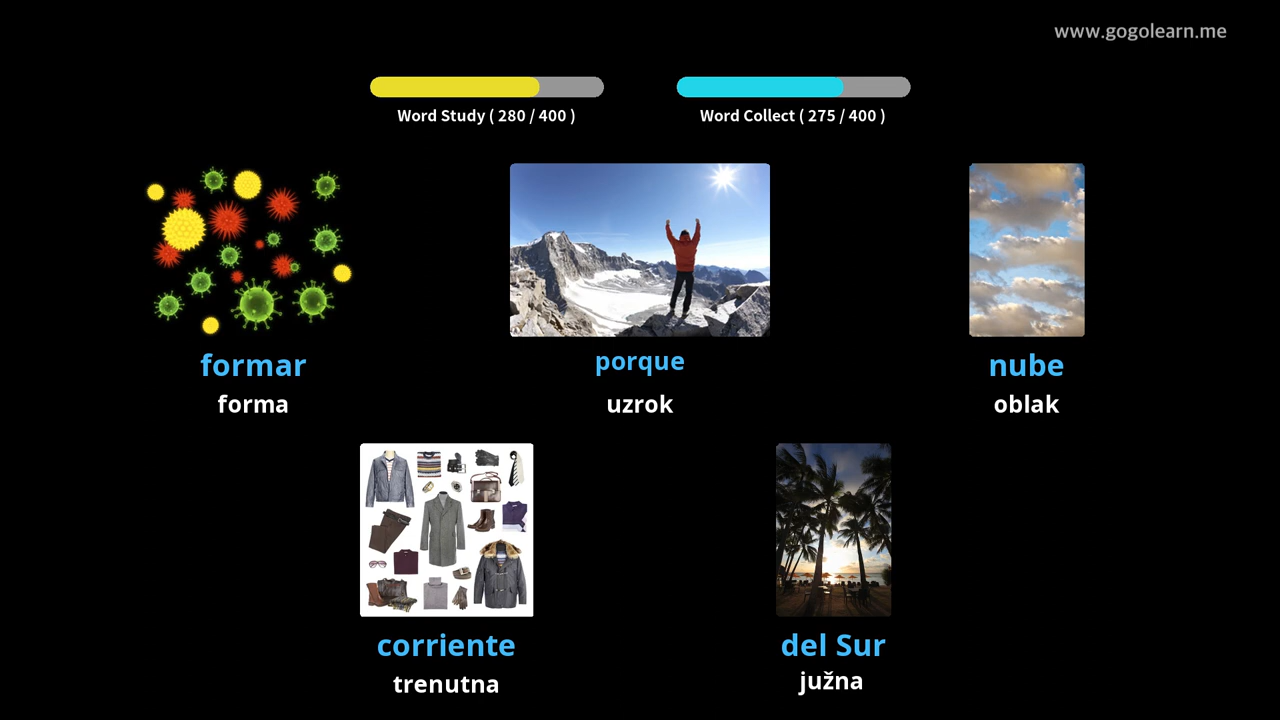 www.gogolearn.me
Word Study ( 280 / 400 )
Word Collect ( 275 / 400 )
formar
forma
porque
uzrok
nube
oblak
corriente
trenutna
del Sur
južna